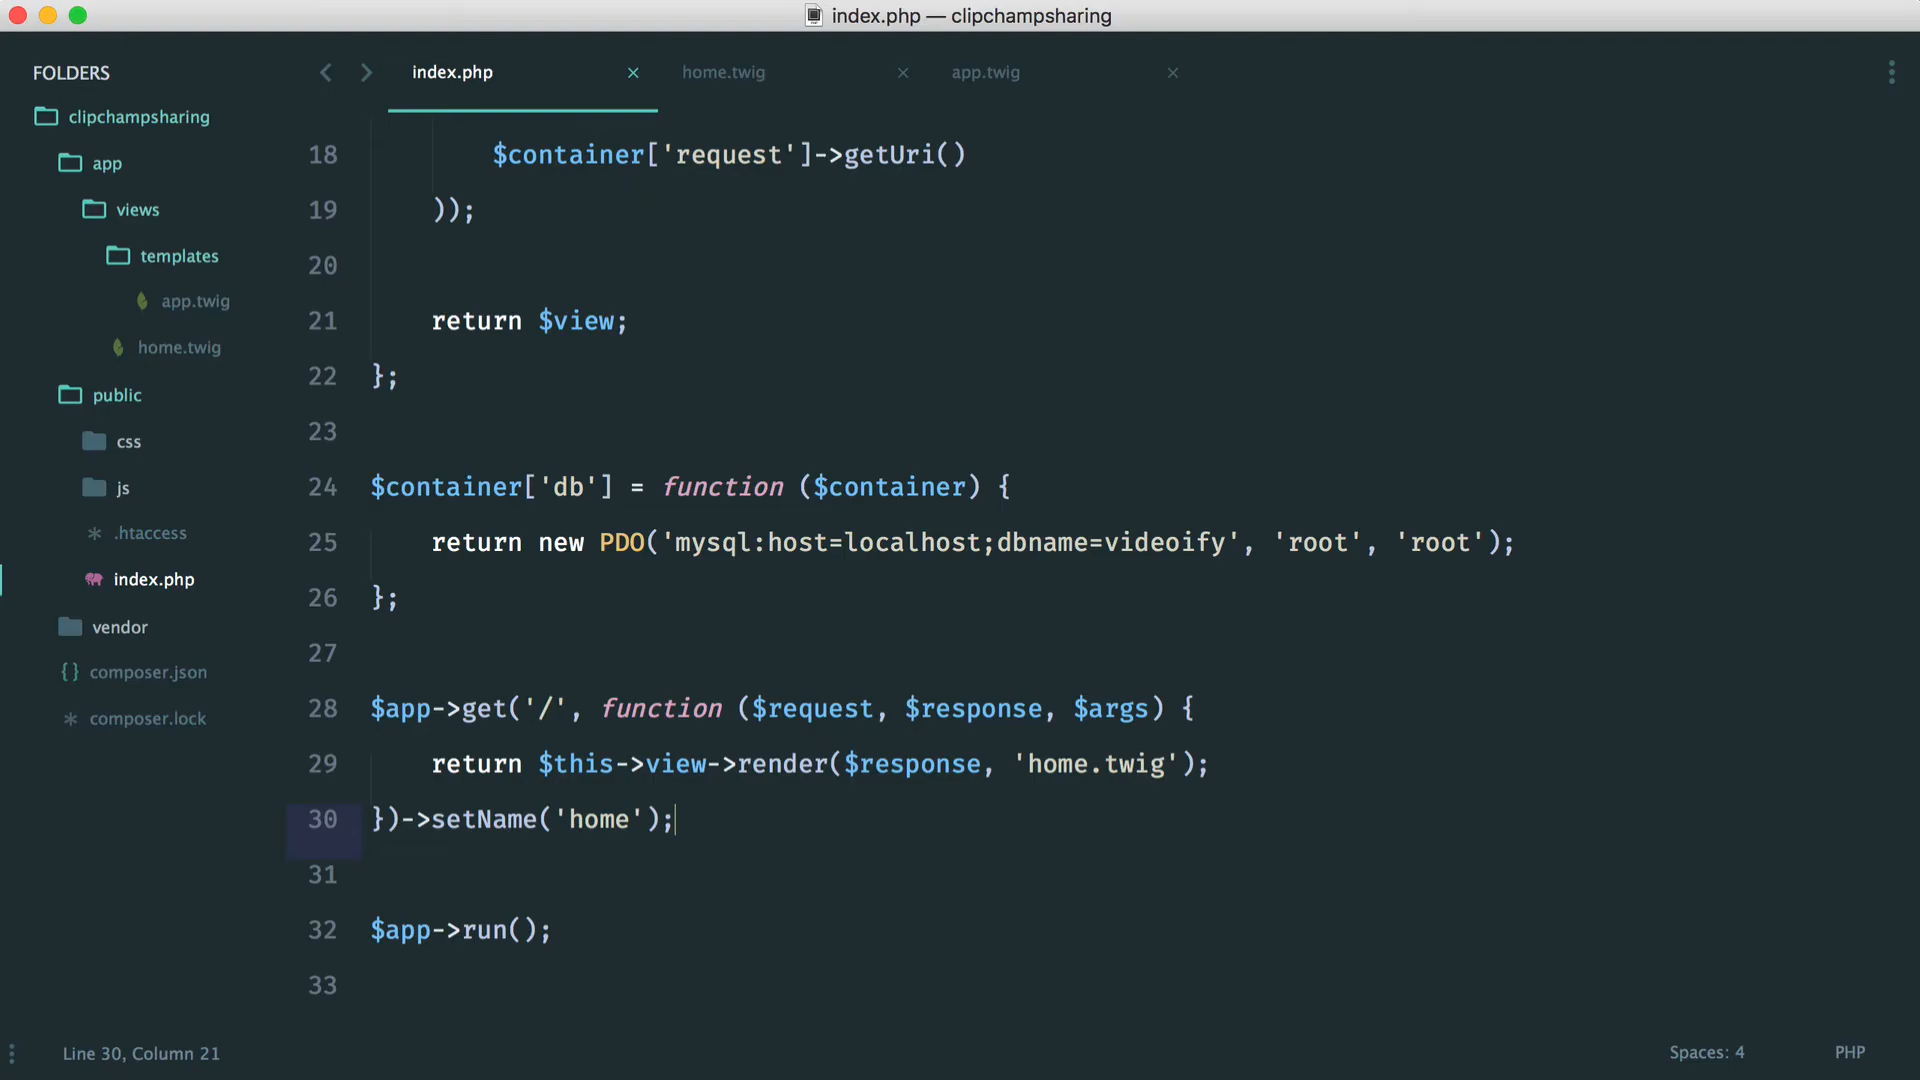 index.php — clipchampsharing
FOLDERS
clipchampsharing
app
views
templates
app.twig
home.twig
public
css
js
.htaccess
index.php
vendor
composer.json
composer.lock
index.php
home.twig
app.twig
18 $container['request']->getUri()
19 ));
20
21 return $view;
22 };
23
24 $container['db'] = function ($container) {
25 return new PDO('mysql:host=localhost;dbname=videoify', 'root', 'root');
26 };
27
28 $app->get('/', function ($request, $response, $args) {
29 return $this->view->render($response, 'home.twig');
30 })->setName('home');
31
32 $app->run();
33
Line 30, Column 21
Spaces: 4
PHP